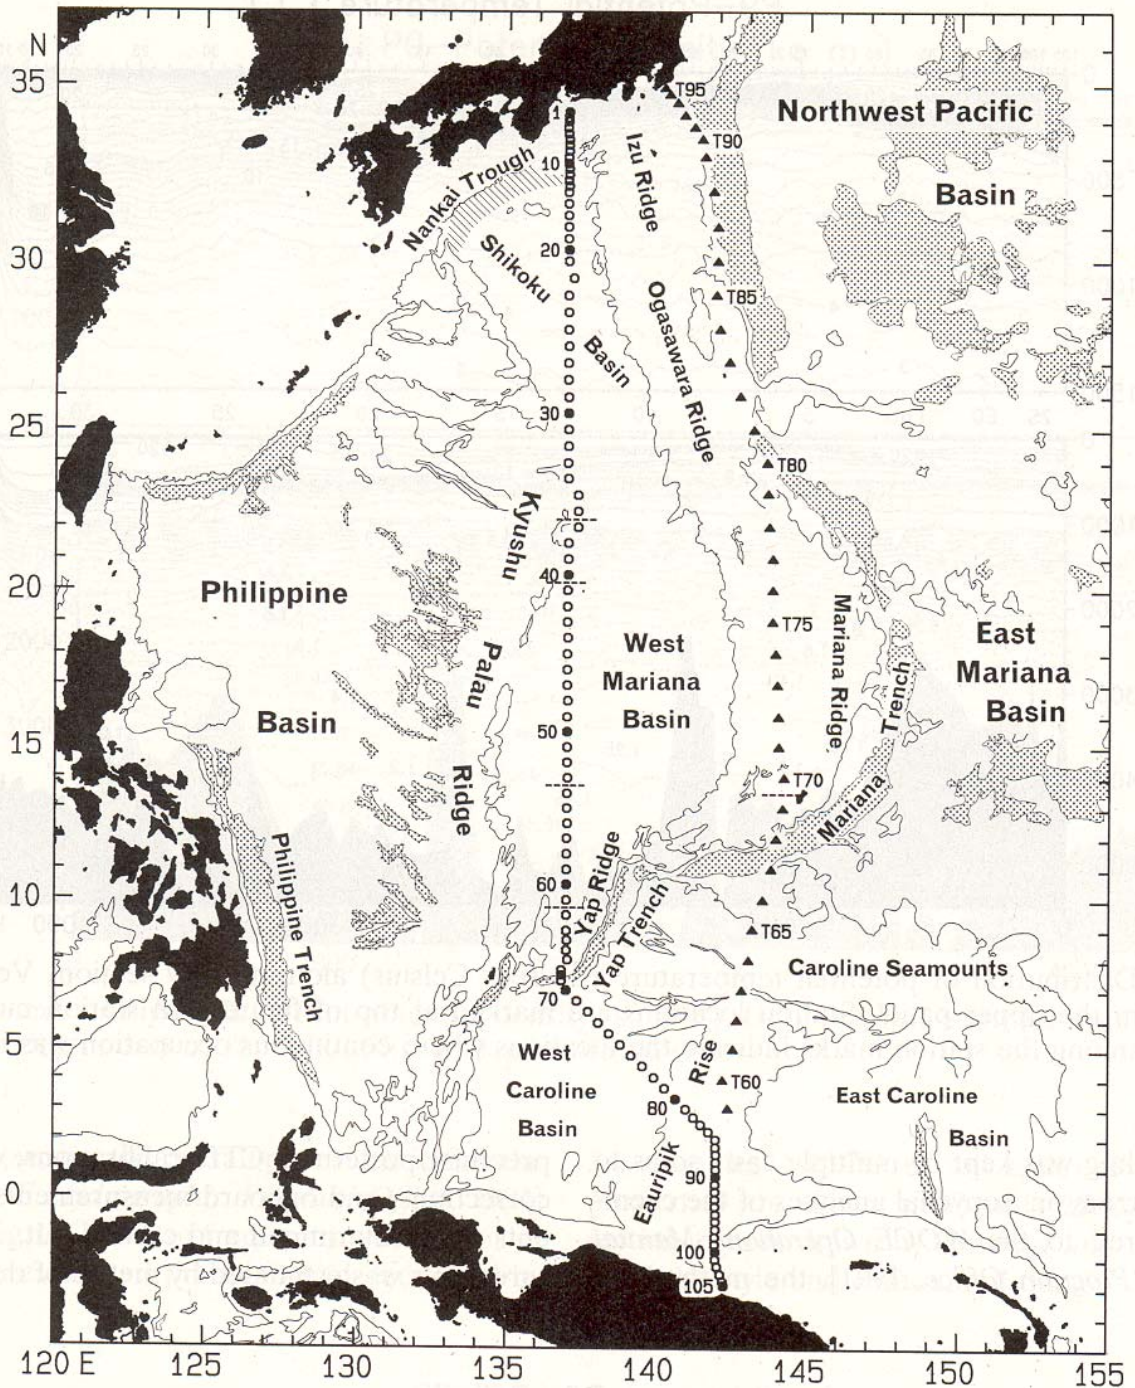 N
35
30
25
20
15
10
5
0
120 E
125
130
135
140
145
150
155
T95
Northwest Pacific
Basin
1
T90
10
Izu Ridge
Nankai Trough
20
Shikoku
Basin
T85
Ogasawara Ridge
30
T80
Kyushu
Palau
Ridge
40
Philippine
Basin
T75
West
Mariana
Basin
East
Mariana
Basin
Mariana Ridge
Mariana
Trench
50
T70
Philippine Trench
60
Yap Ridge
Yap Trench
T65
Caroline Seamounts
70
West
Caroline
Basin
T60
Rise
Eauripik
80
East Caroline
Basin
90
100
105